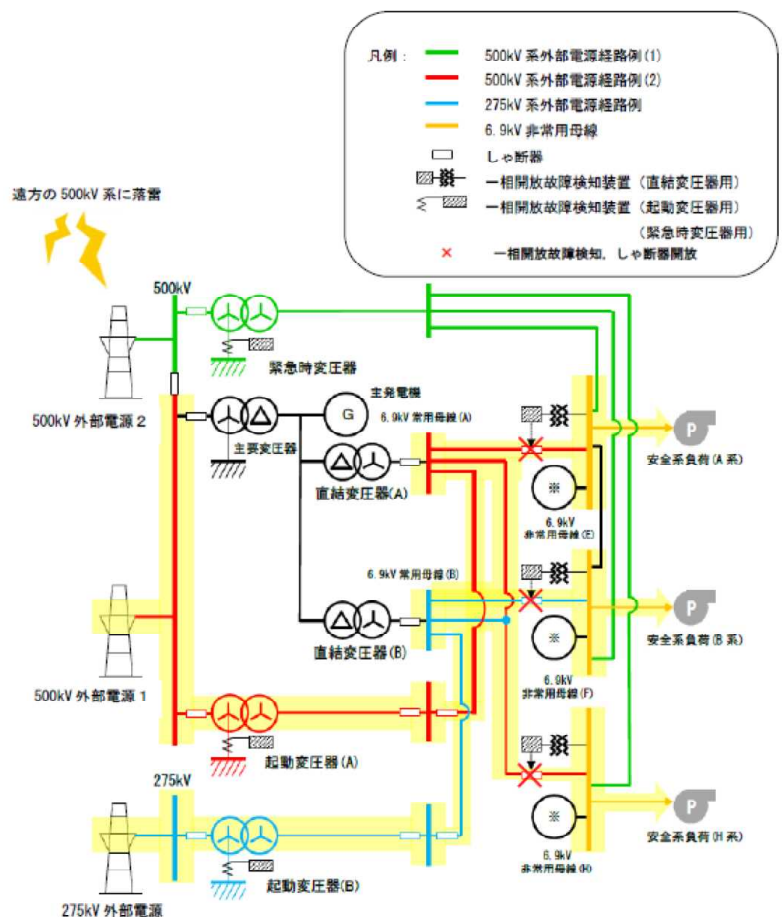 凡例：
500kV 系外部電源経路例(1)
500kV 系外部電源経路例(2)
275kV 系外部電源経路例
6.9kV 非常用母線
しゃ断器
一相開放故障検知装置（直結変圧器用）
一相開放故障検知装置（起動変圧器用）
（緊急時変圧器用）
一相開放故障検知，しゃ断器開放
遠方の 500kV 系に落雷
500kV
緊急時変圧器
500kV 外部電源 2
主発電機
G
6.9kV 常用母線(A)
主要変圧器
直結変圧器(A)
P
安全系負荷(A 系)
※
6.9kV
非常用母線(E)
6.9kV 常用母線(B)
直結変圧器(B)
P
安全系負荷(B 系)
※
6.9kV
非常用母線(F)
500kV 外部電源 1
起動変圧器(A)
275kV
※
P
安全系負荷(H 系)
6.9kV
非常用母線(H)
起動変圧器(B)
275kV 外部電源